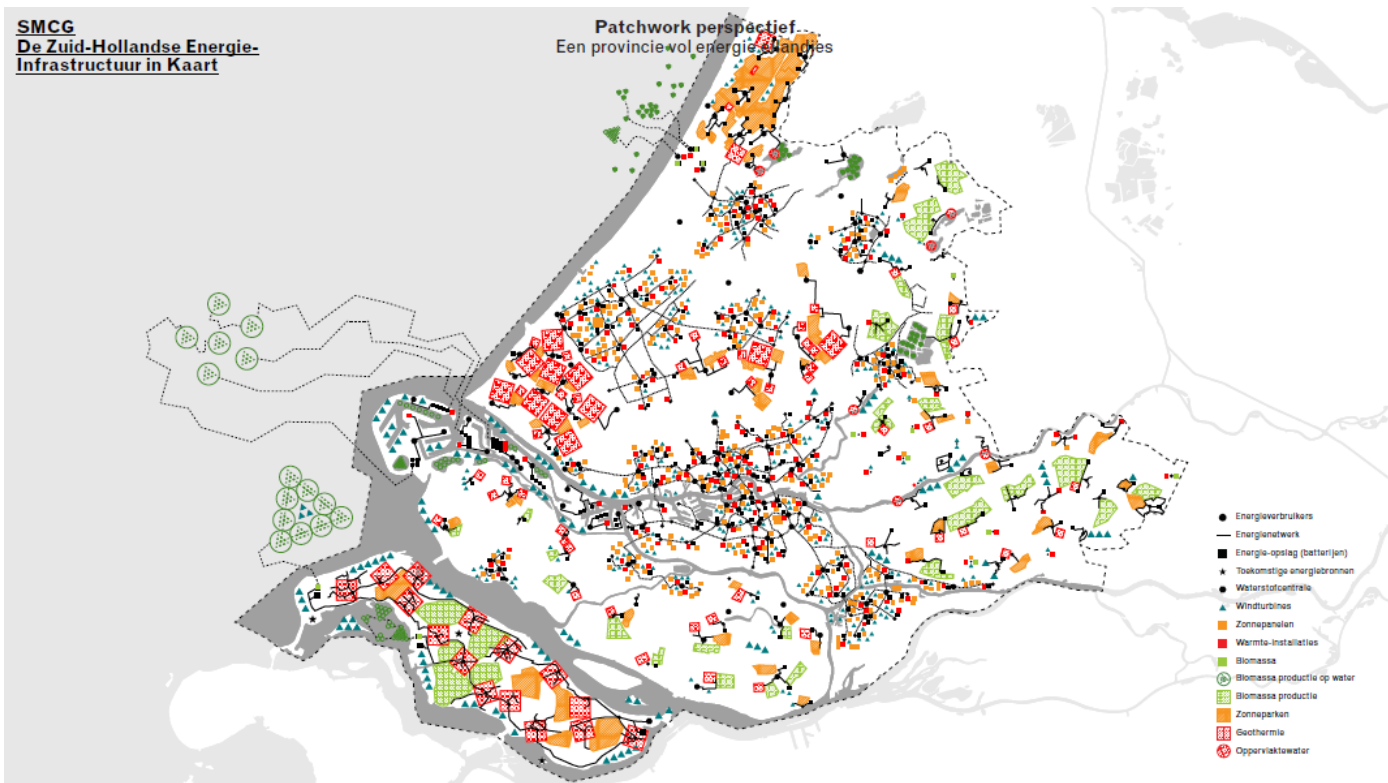 SMCG
De Zuid-Hollandse Energie-
Infrastructuur in Kaart
Patchwork perspectief
Een provincie vol energie eilandjes
Energieverbruikers
Energienetwerk
Energie-opslag (batterijen)
Toekomstige energiebronnen
Waterstofcentrale
Windturbines
Zonnepanelen
Warmte-installaties
Biomassa
Biomassa productie op water
Biomassa productie
Zonneparken
Geothermie
Oppervlaktewater